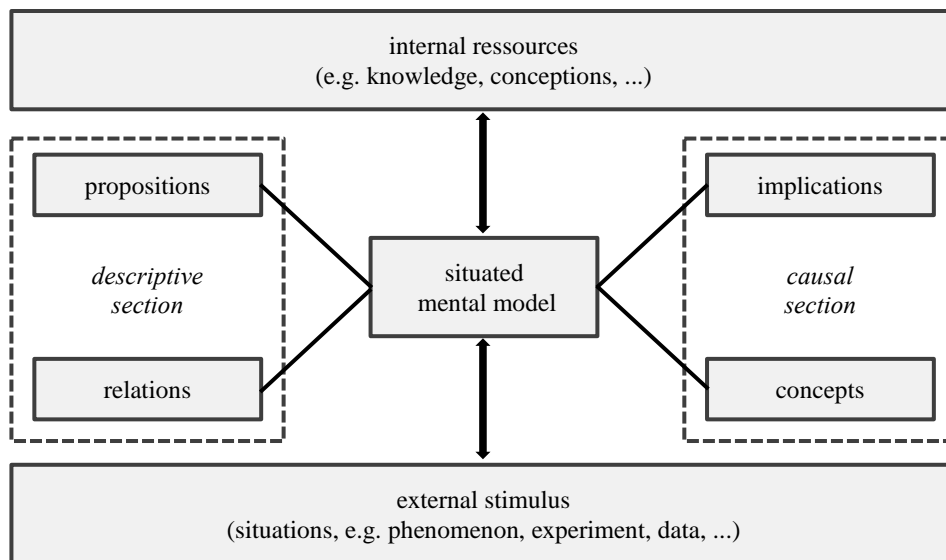 internal ressources
(e.g. knowledge, conceptions, ...)
propositions
implications
descriptive
section
situated
mental model
causal
section
relations
concepts
external stimulus
(situations, e.g. phenomenon, experiment, data, ...)